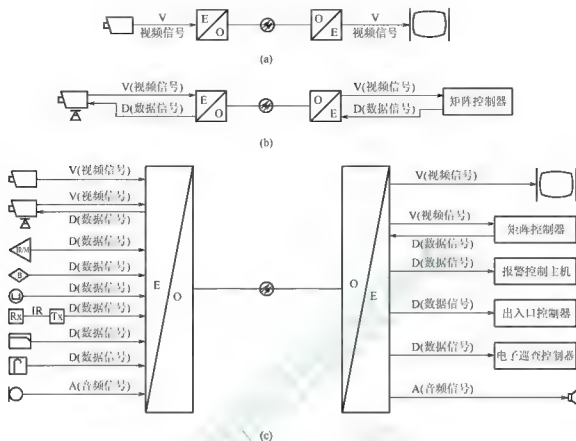 V
视频信号
E
O
O
E
V
视频信号
(a)
V(视频信号)
D(数据信号)
E
O
O
E
V(视频信号)
D(数据信号)
矩阵控制器
(b)
V(视频信号)
V(视频信号)
D(数据信号)
IR/M
D(数据信号)
B
D(数据信号)
D(数据信号)
Rx
IR
Tx
D(数据信号)
D(数据信号)
D(数据信号)
A(音频信号)
E
O
O
E
V(视频信号)
V(视频信号)
矩阵控制器
D(数据信号)
D(数据信号)
报警控制主机
D(数据信号)
出入口控制器
D(数据信号)
电子巡查控制器
A(音频信号)
(c)